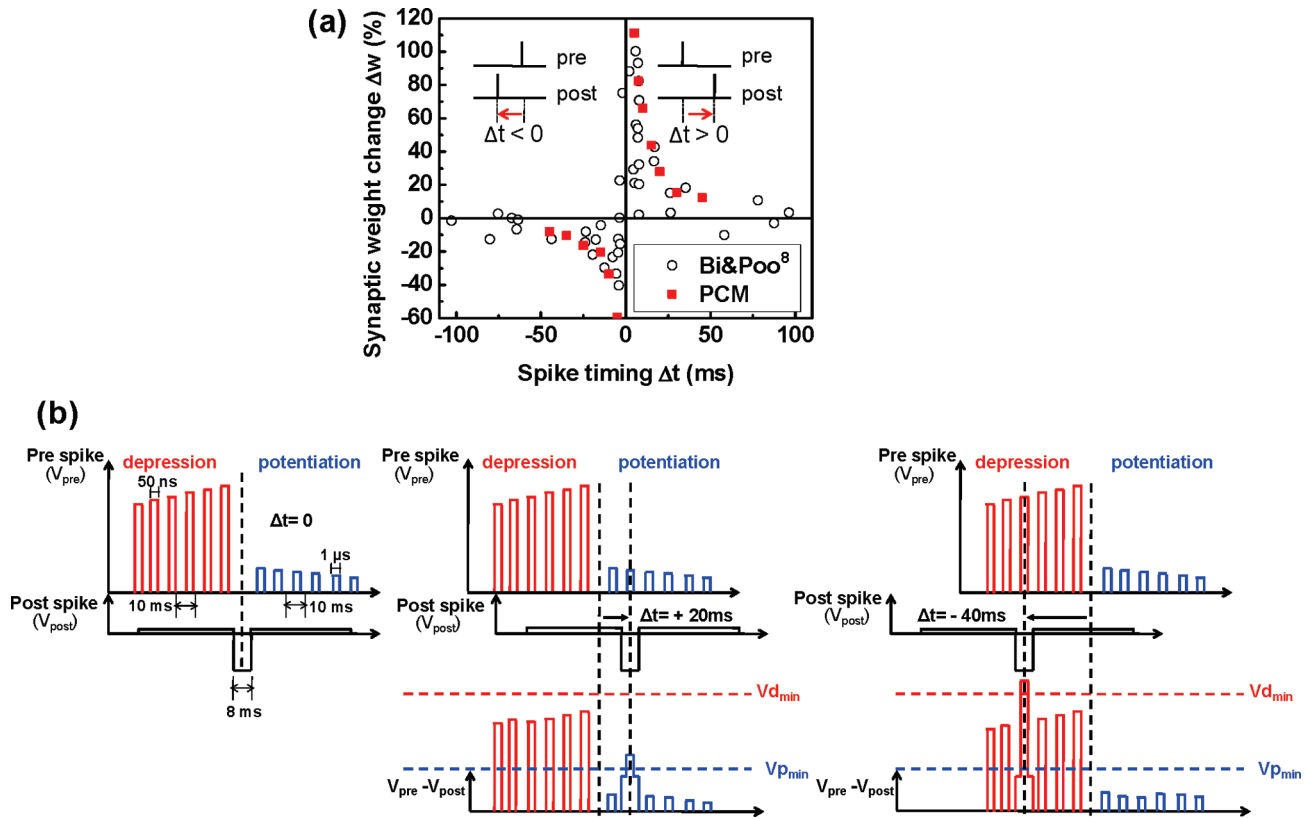 (a)
Synaptic weight change Δw (%)
120
100
80
60
40
20
0
-20
-40
-60
pre
post
Δt < 0
pre
post
Δt > 0
Bi&Poo8
PCM
-100 -50 0 50 100
Spike timing Δt (ms)
(b)
Pre spike
(Vpre)
depression potentiation
50 ns
Δt= 0
1 µs
10 ms
10 ms
Post spike
(Vpost)
8 ms
Pre spike
(Vpre)
depression potentiation
Post spike
(Vpost)
Δt= + 20ms
Vdmin
Vpmin
Vpre -Vpost
Pre spike
(Vpre)
depression potentiation
Post spike
(Vpost)
Δt= - 40ms
Vdmin
Vpmin
Vpre -Vpost